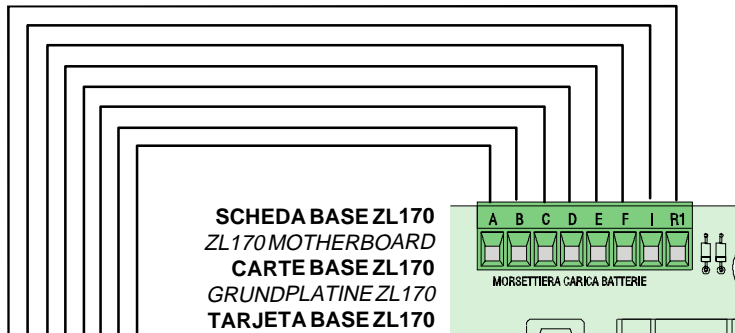 A B C D E F I R1
MORSETTIERA CARICA BATTERIE
SCHEDA BASE ZL170
ZL170 MOTHERBOARD
CARTE BASE ZL170
GRUNDPLATINE ZL170
TARJETA BASE ZL170